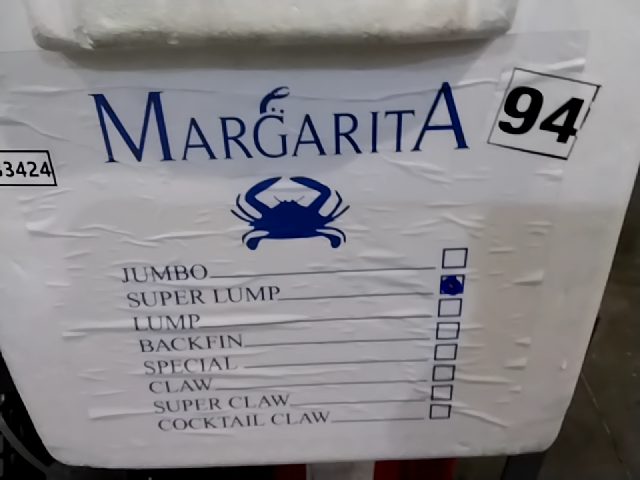 MARGARITA
94
3424
JUMBO
SUPER LUMP
LUMP
BACKFIN
SPECIAL
CLAW
SUPER CLAW
COCKTAIL CLAW